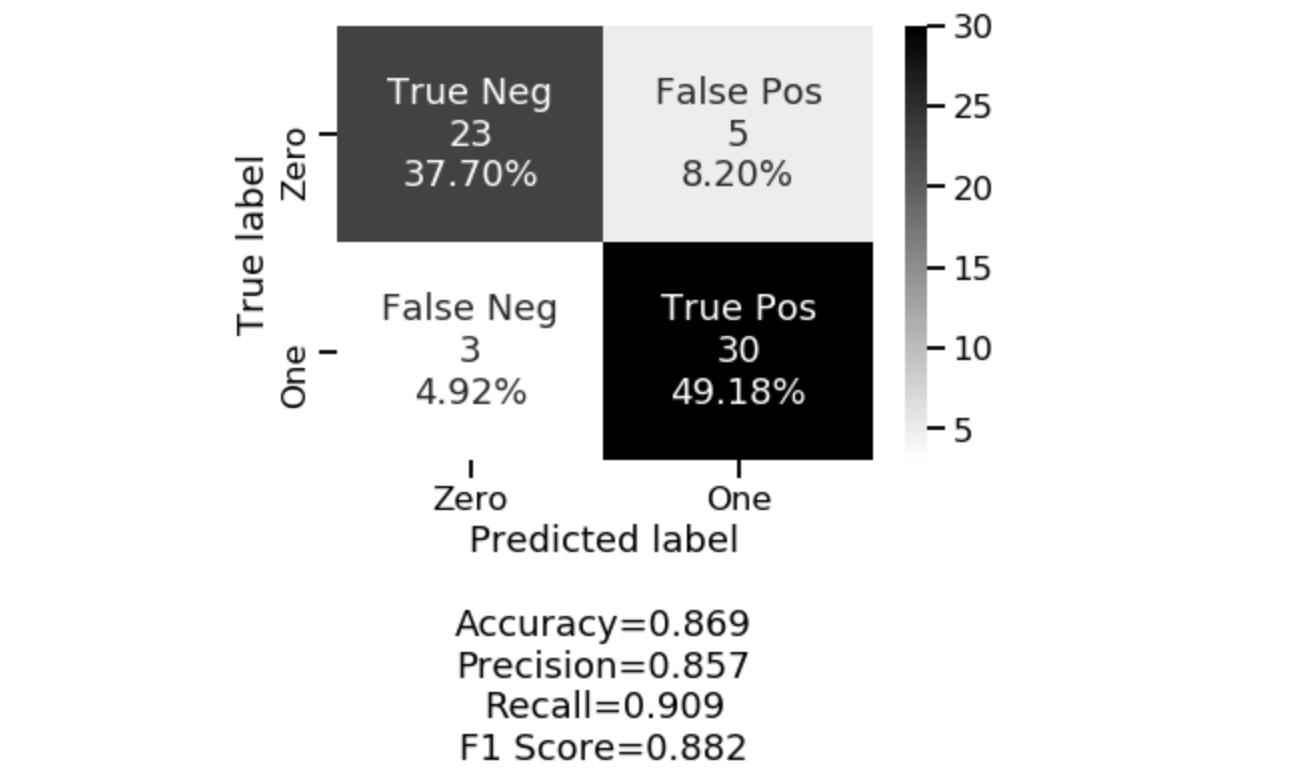 True Neg
23
37.70%
False Pos
5
8.20%
False Neg
3
4.92%
True Pos
30
49.18%
True label
Zero
One
Zero
One
Predicted label
30
25
20
15
10
5
Accuracy=0.869
Precision=0.857
Recall=0.909
F1 Score=0.882